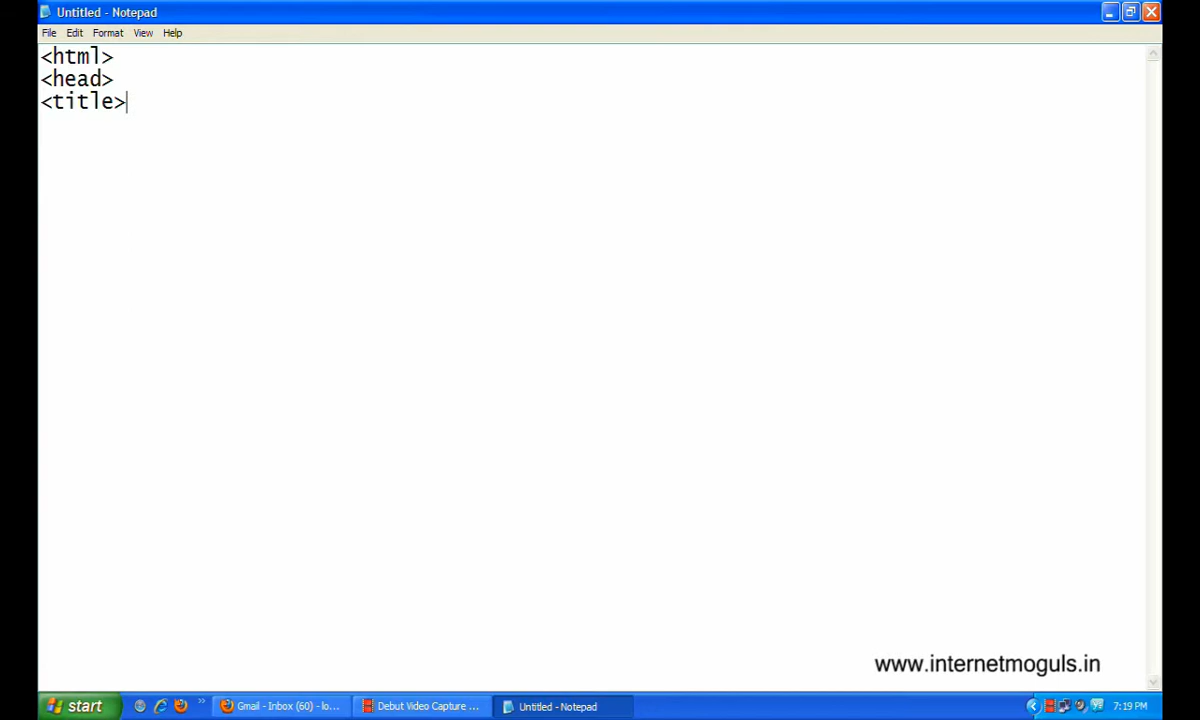 Untitled - Notepad
File Edit Format View Help
<html>
<head>
<title>
www.internetmoguls.in
start Gmail - Inbox (60) - lo... Debut Video Capture ... Untitled - Notepad 7:19 PM